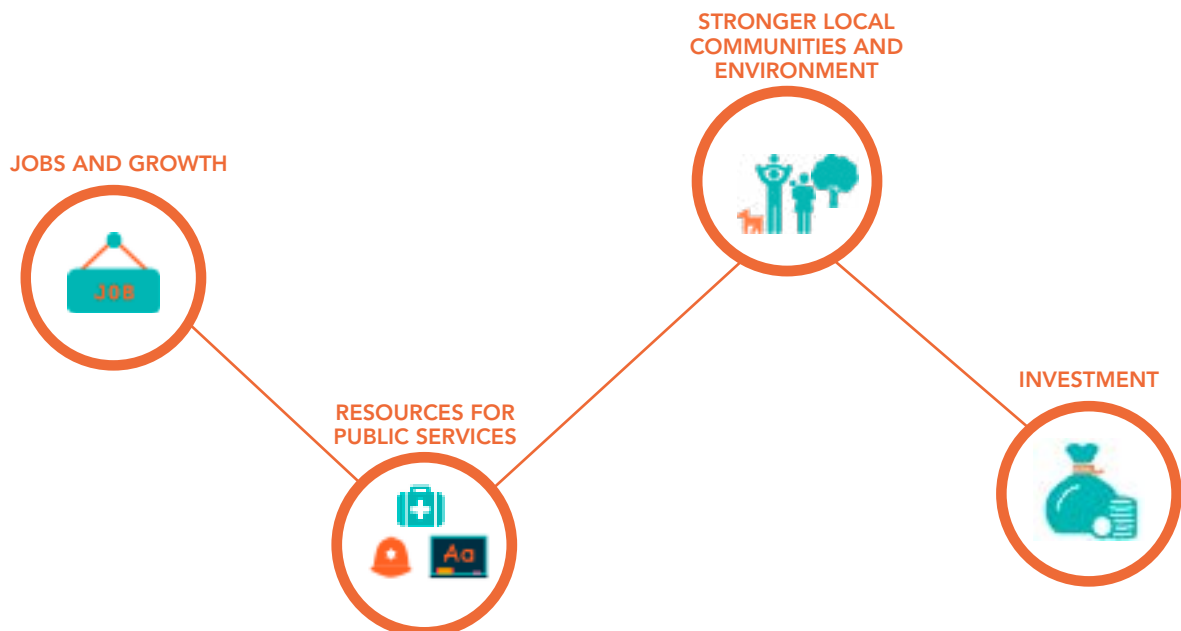 STRONGER LOCAL
COMMUNITIES AND
ENVIRONMENT
JOBS AND GROWTH
JOB
INVESTMENT
RESOURCES FOR
PUBLIC SERVICES
Aa